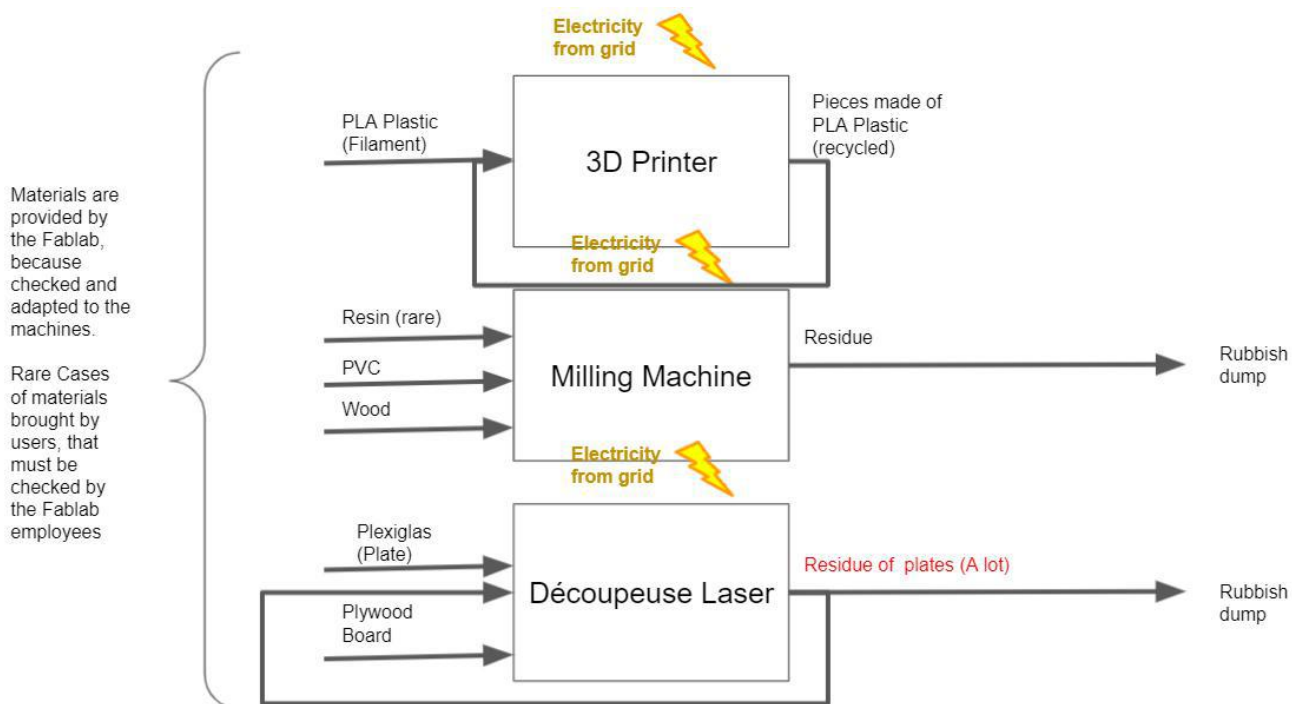 Materials are
provided by
the Fablab,
because
checked and
adapted to the
machines.
Rare Cases
of materials
brought by
users, that
must be
checked by
the Fablab
employees
Electricity
from grid
PLA Plastic
(Filament)
3D Printer
Pieces made of
PLA Plastic
(recycled)
Electricity
from grid
Resin (rare)
PVC
Wood
Milling Machine
Residue
Rubbish
dump
Electricity
from grid
Plexiglas
(Plate)
Plywood
Board
Découpeuse Laser
Residue of plates (A lot)
Rubbish
dump